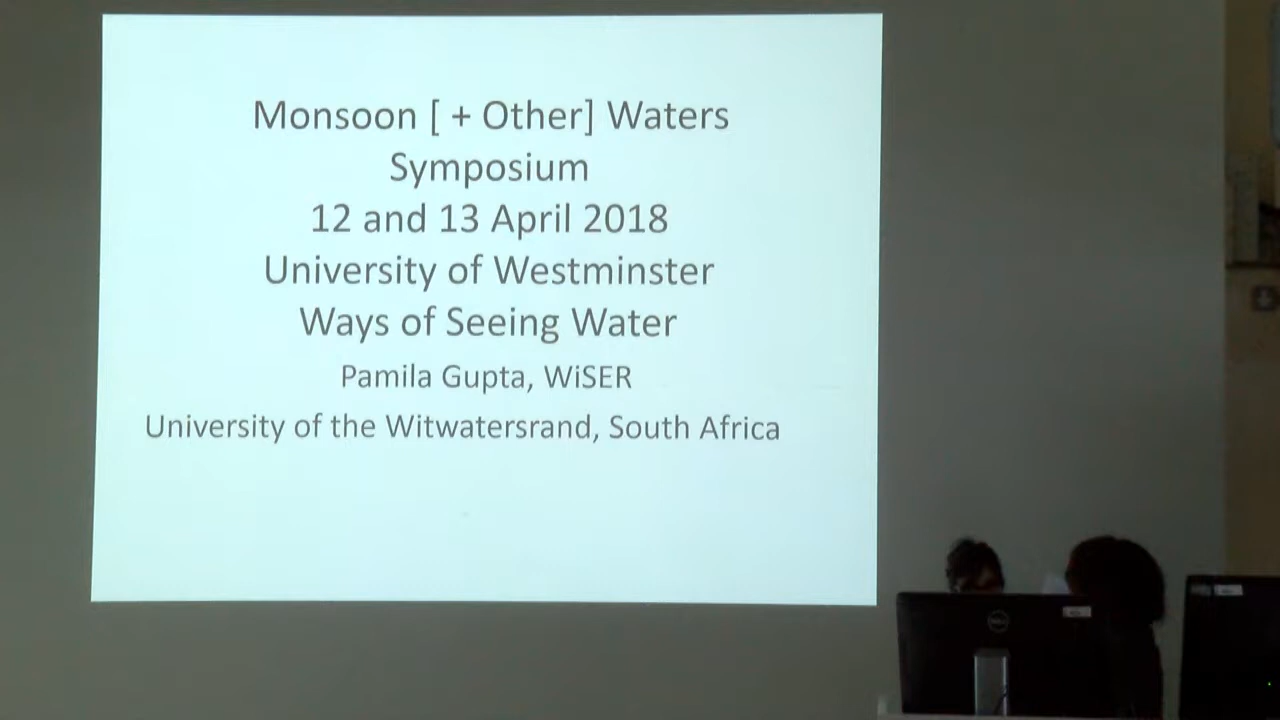 Monsoon [ + Other] Waters
Symposium
12 and 13 April 2018
University of Westminster
Ways of Seeing Water
Pamila Gupta, WiSER
University of the Witwatersrand, South Africa
DELL